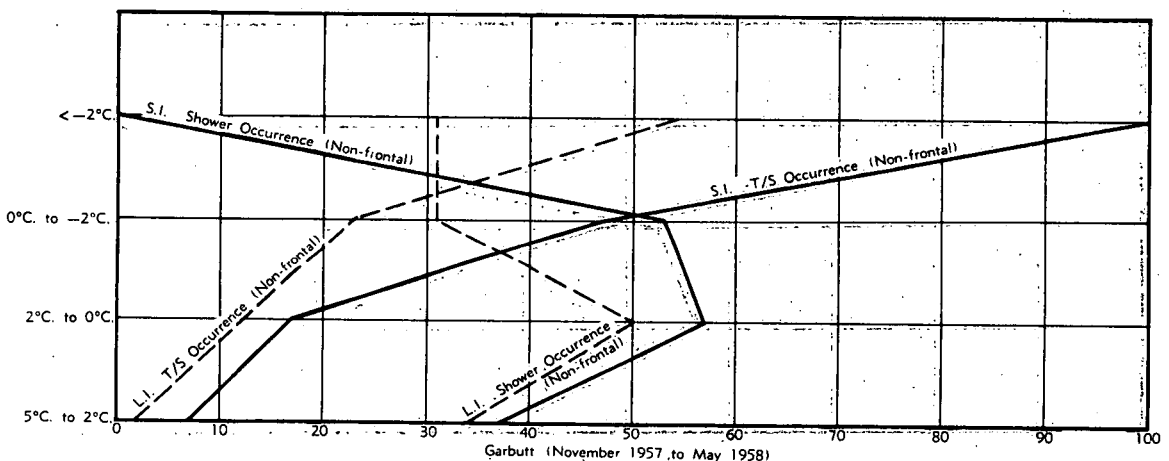 < −2°C.
S.I. Shower Occurrence (Non-frontal)
S.I. T/S Occurrence (Non-frontal)
0°C. to −2°C.
L.I. T/S Occurrence (Non-frontal)
2°C. to 0°C.
L.I. Shower Occurrence
(Non-frontal)
5°C. to 2°C.
0 10 20 30 40 50 60 70 80 90 100
Garbutt (November 1957 to May 1958)